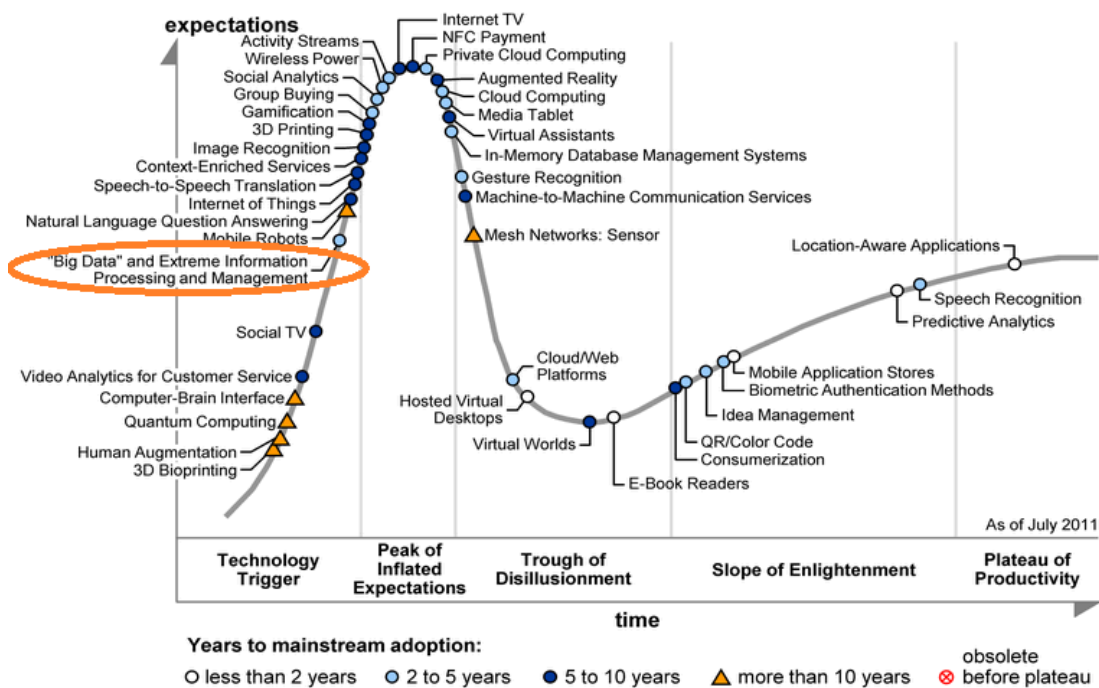 expectations
Activity Streams
Wireless Power
Social Analytics
Group Buying
Gamification
3D Printing
Image Recognition
Context-Enriched Services
Speech-to-Speech Translation
Internet of Things
Natural Language Question Answering
Mobile Robots
"Big Data" and Extreme Information
Processing and Management
Social TV
Video Analytics for Customer Service
Computer-Brain Interface
Quantum Computing
Human Augmentation
3D Bioprinting
Internet TV
NFC Payment
Private Cloud Computing
Augmented Reality
Cloud Computing
Media Tablet
Virtual Assistants
In-Memory Database Management Systems
Gesture Recognition
Machine-to-Machine Communication Services
Mesh Networks: Sensor
Cloud/Web
Platforms
Hosted Virtual
Desktops
Virtual Worlds
E-Book Readers
Consumerization
QR/Color Code
Idea Management
Biometric Authentication Methods
Mobile Application Stores
Predictive Analytics
Speech Recognition
Location-Aware Applications
As of July 2011
Technology
Trigger
Peak of
Inflated
Expectations
Trough of
Disillusionment
Slope of Enlightenment
Plateau of
Productivity
time
Years to mainstream adoption:
less than 2 years
2 to 5 years
5 to 10 years
more than 10 years
obsolete
before plateau